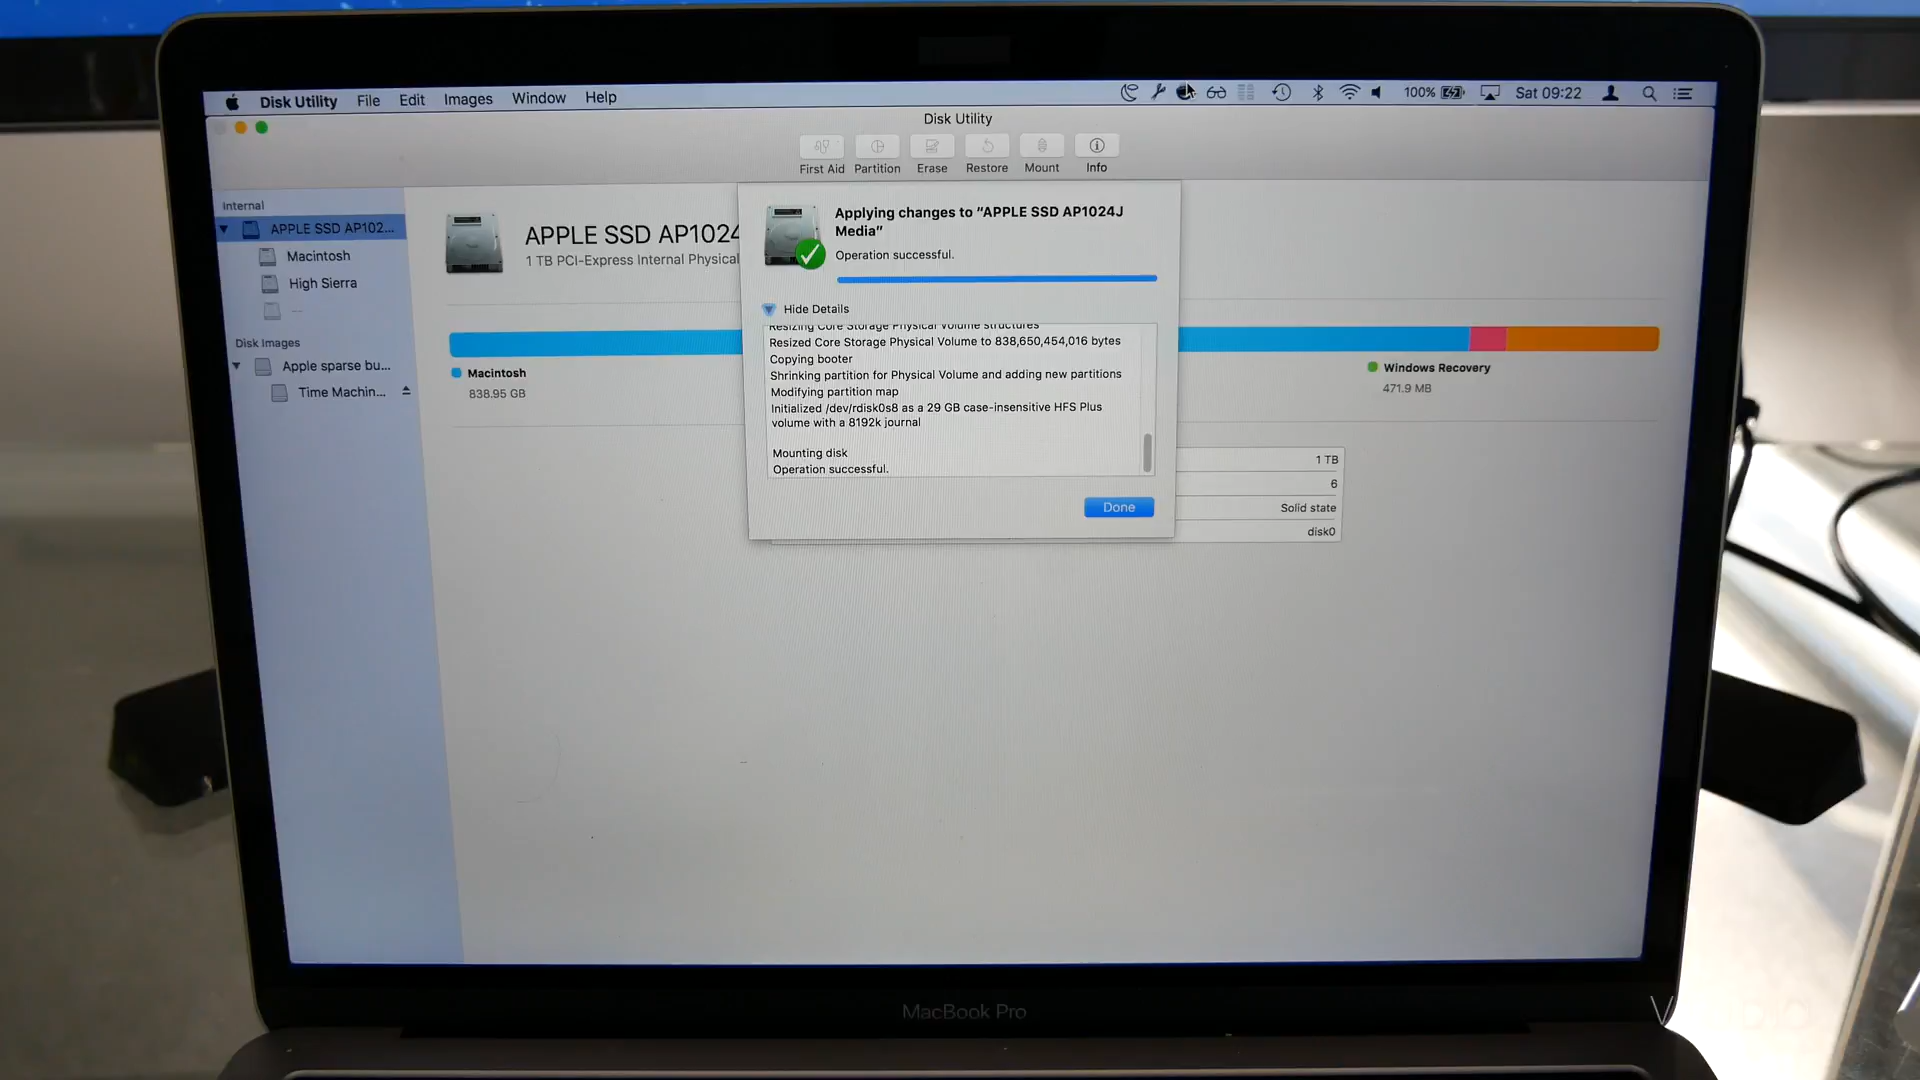 Disk Utility File Edit Images Window Help 100% Sat 09:22
Disk Utility
First Aid Partition Erase Restore Mount Info
Internal
APPLE SSD AP102...
Macintosh
High Sierra
Disk Images
Apple sparse bu...
Time Machin...
APPLE SSD AP1024
1 TB PCI-Express Internal Physical
Macintosh
838.95 GB
Applying changes to “APPLE SSD AP1024J
Media”
Operation successful.
Hide Details
Resizing Core Storage Physical Volume structures
Resized Core Storage Physical Volume to 838,650,454,016 bytes
Copying booter
Shrinking partition for Physical Volume and adding new partitions
Modifying partition map
Initialized /dev/rdisk0s8 as a 29 GB case-insensitive HFS Plus
volume with a 8192k journal
Mounting disk
Operation successful.
Done
Windows Recovery
471.9 MB
1 TB
6
Solid state
disk0
MacBook Pro